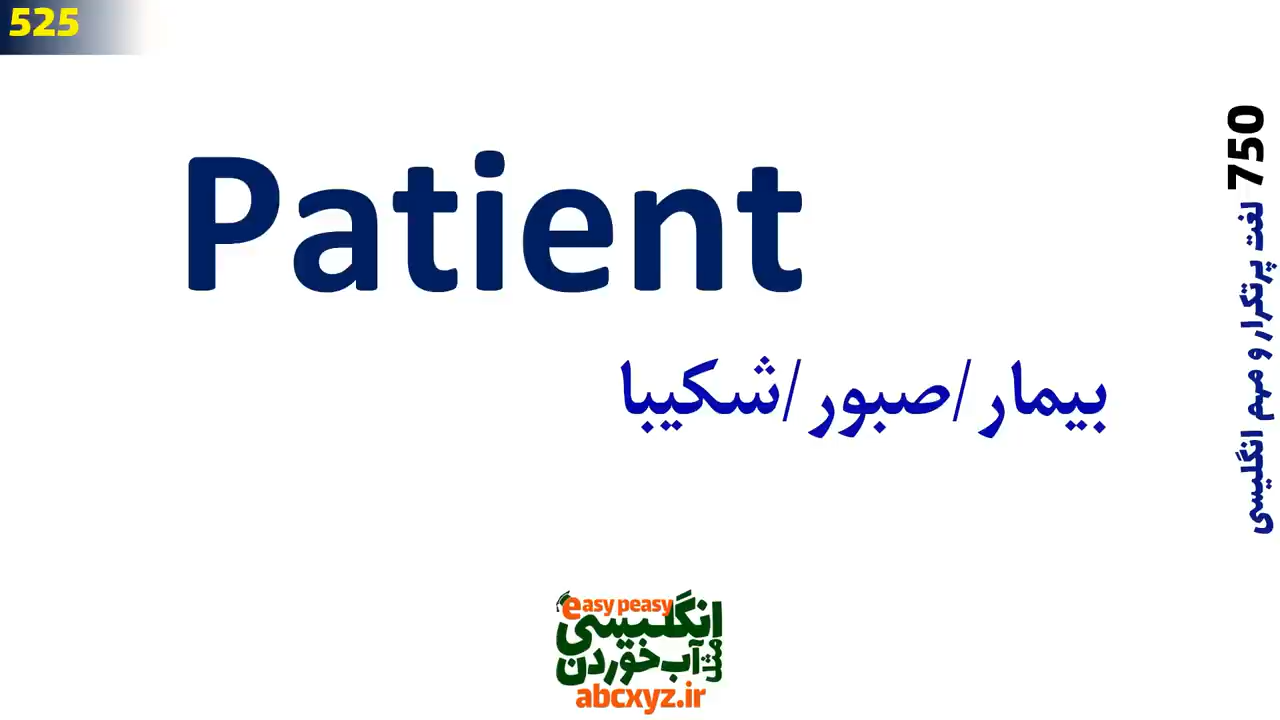 525
Patient
بیمار/صبور/شکیبا
750 لغت پرتکرار و مهم انگلیسی
easy peasy
انگلیسی
مثل آب خوردن
abcxyz.ir